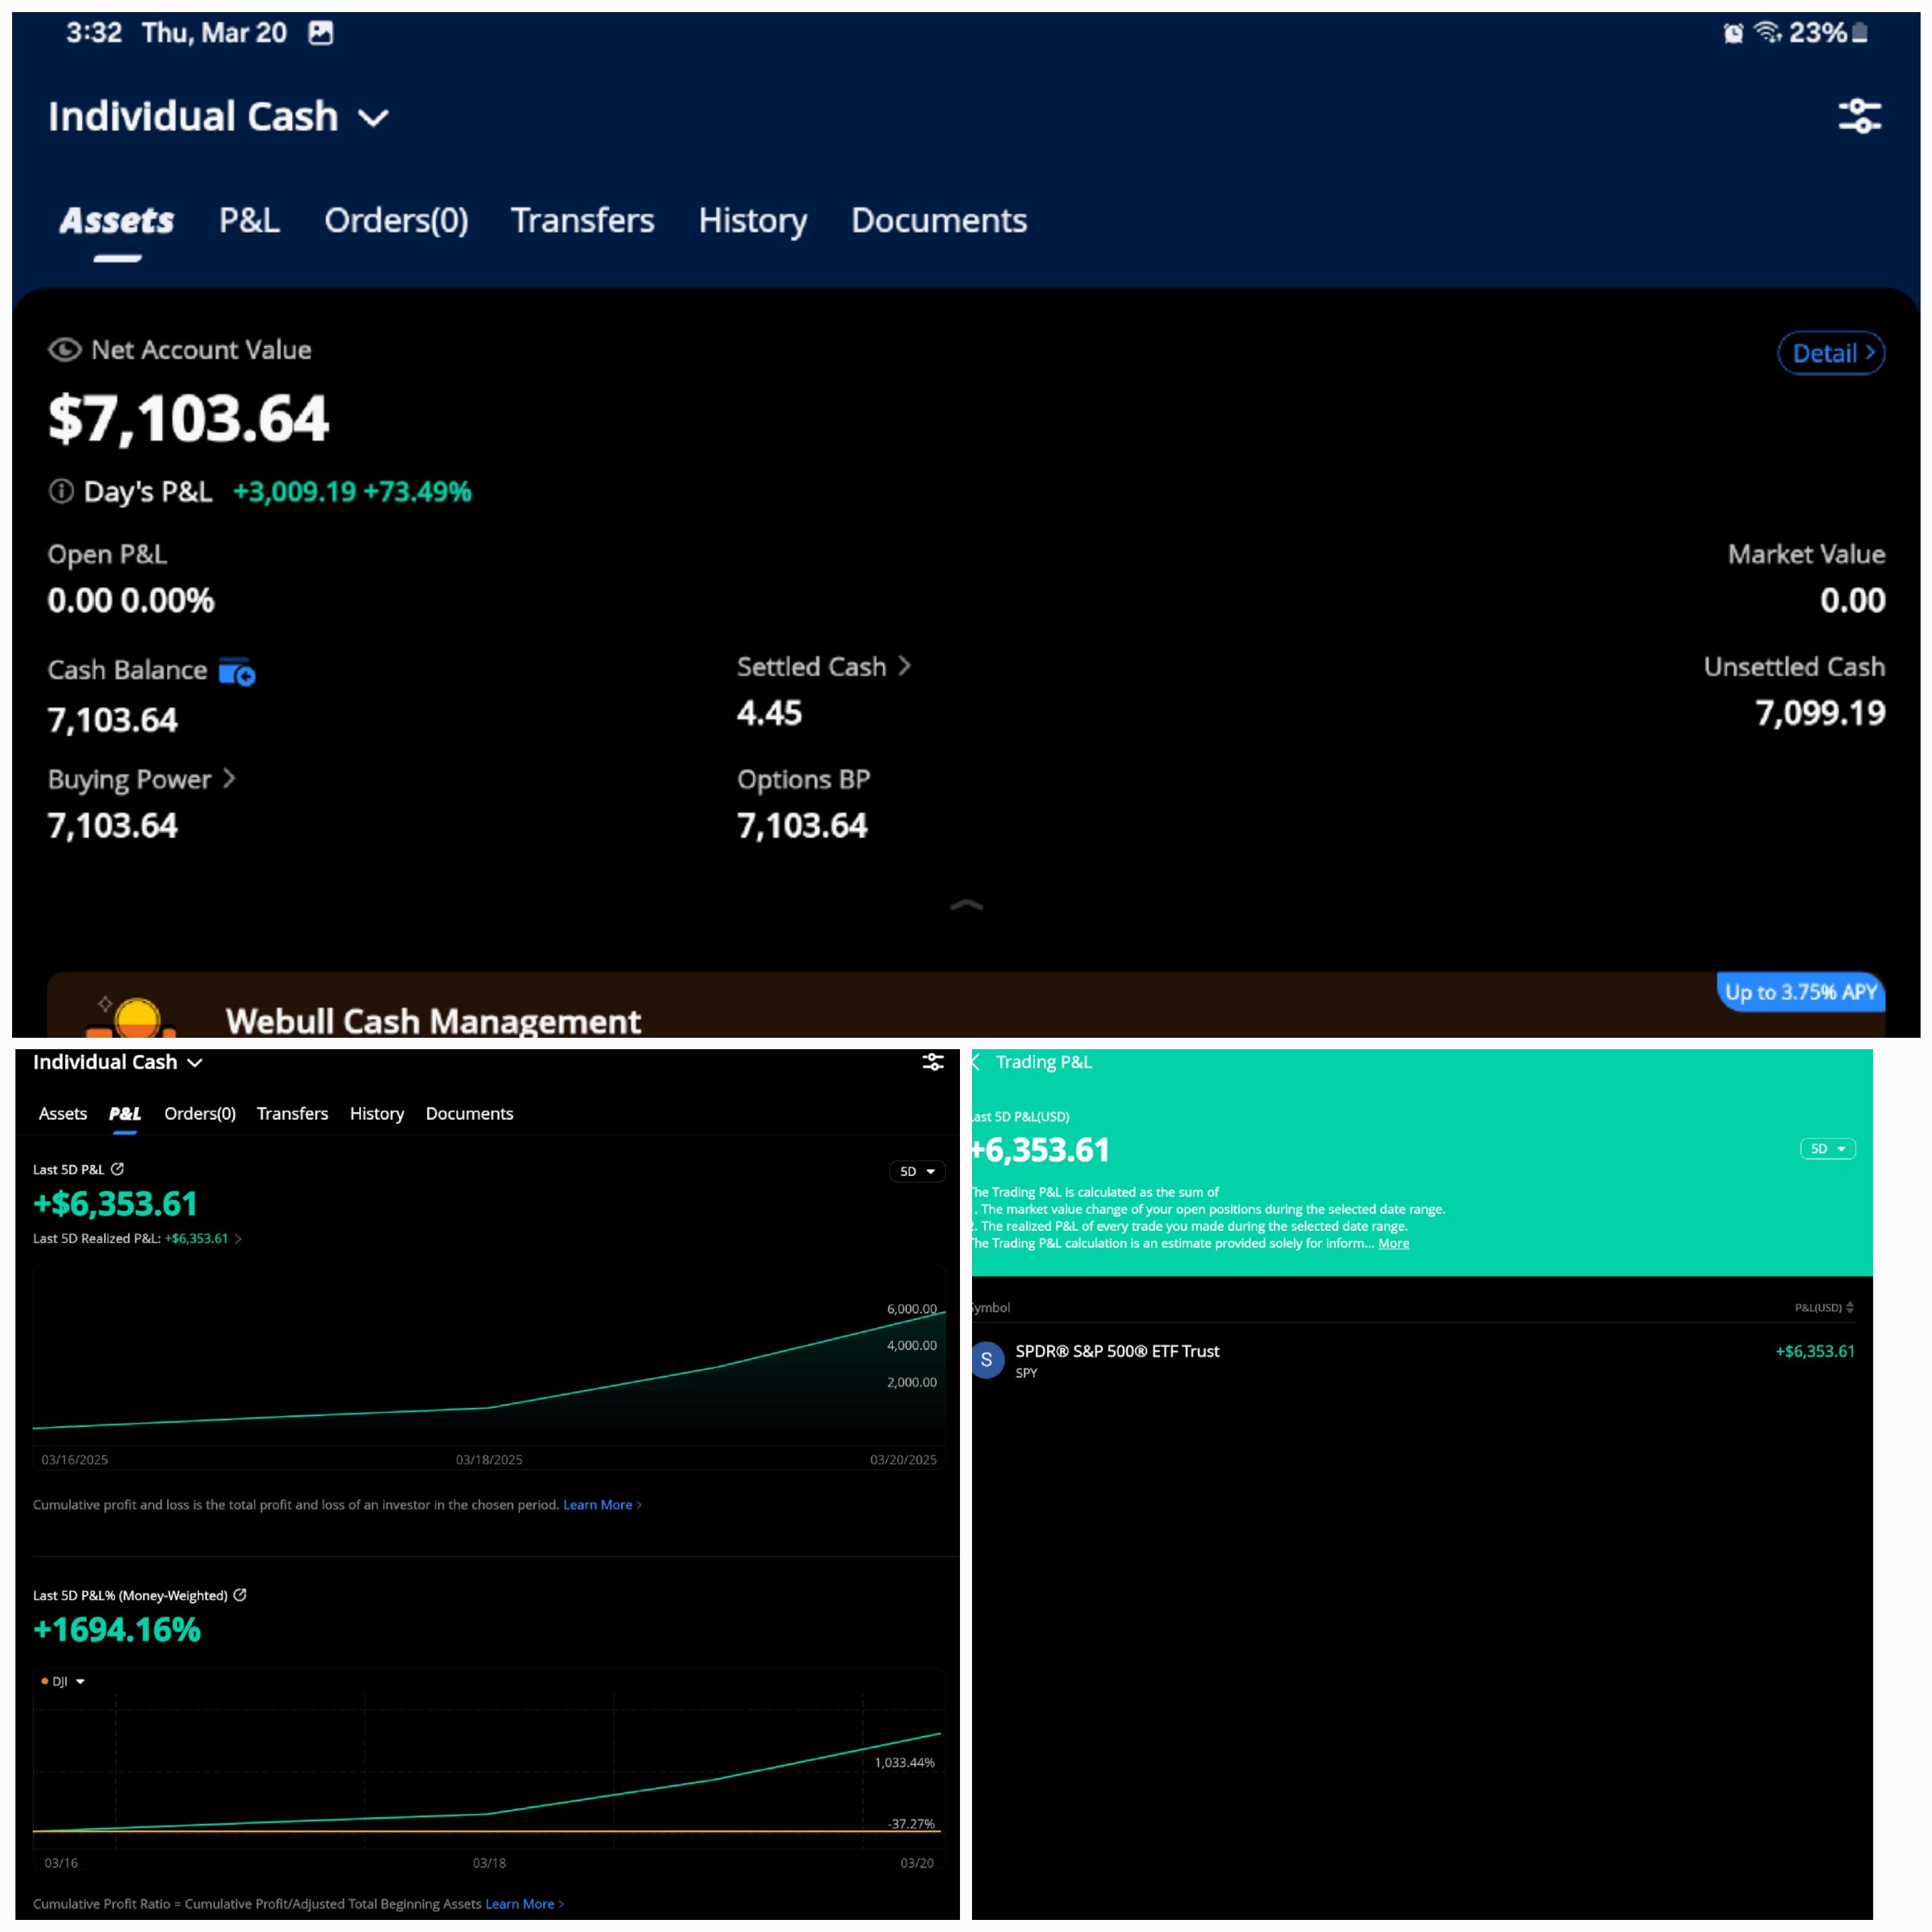 3:32 Thu, Mar 20 23%
Individual Cash
Assets P&L Orders(0) Transfers History Documents
Net Account Value Detail >
$7,103.64
Day's P&L +3,009.19 +73.49%
Open P&L Market Value
0.00 0.00% 0.00
Cash Balance Settled Cash > Unsettled Cash
7,103.64 4.45 7,099.19
Buying Power > Options BP
7,103.64 7,103.64
Up to 3.75% APY
Webull Cash Management
Individual Cash
Assets P&L Orders(0) Transfers History Documents
Last 5D P&L 5D
+$6,353.61
Last 5D Realized P&L: +$6,353.61 >
6,000.00
4,000.00
2,000.00
03/16/2025 03/18/2025 03/20/2025
Cumulative profit and loss is the total profit and loss of an investor in the chosen period. Learn More >
Last 5D P&L% (Money-Weighted)
+1694.16%
DJI
1,033.44%
-37.27%
03/16 03/18 03/20
Cumulative Profit Ratio = Cumulative Profit/Adjusted Total Beginning Assets Learn More >
Trading P&L
ast 5D P&L(USD)
+6,353.61 5D
he Trading P&L is calculated as the sum of
. The market value change of your open positions during the selected date range.
. The realized P&L of every trade you made during the selected date range.
he Trading P&L calculation is an estimate provided solely for inform... More
ymbol P&L(USD)
S SPDR® S&P 500® ETF Trust +$6,353.61
SPY